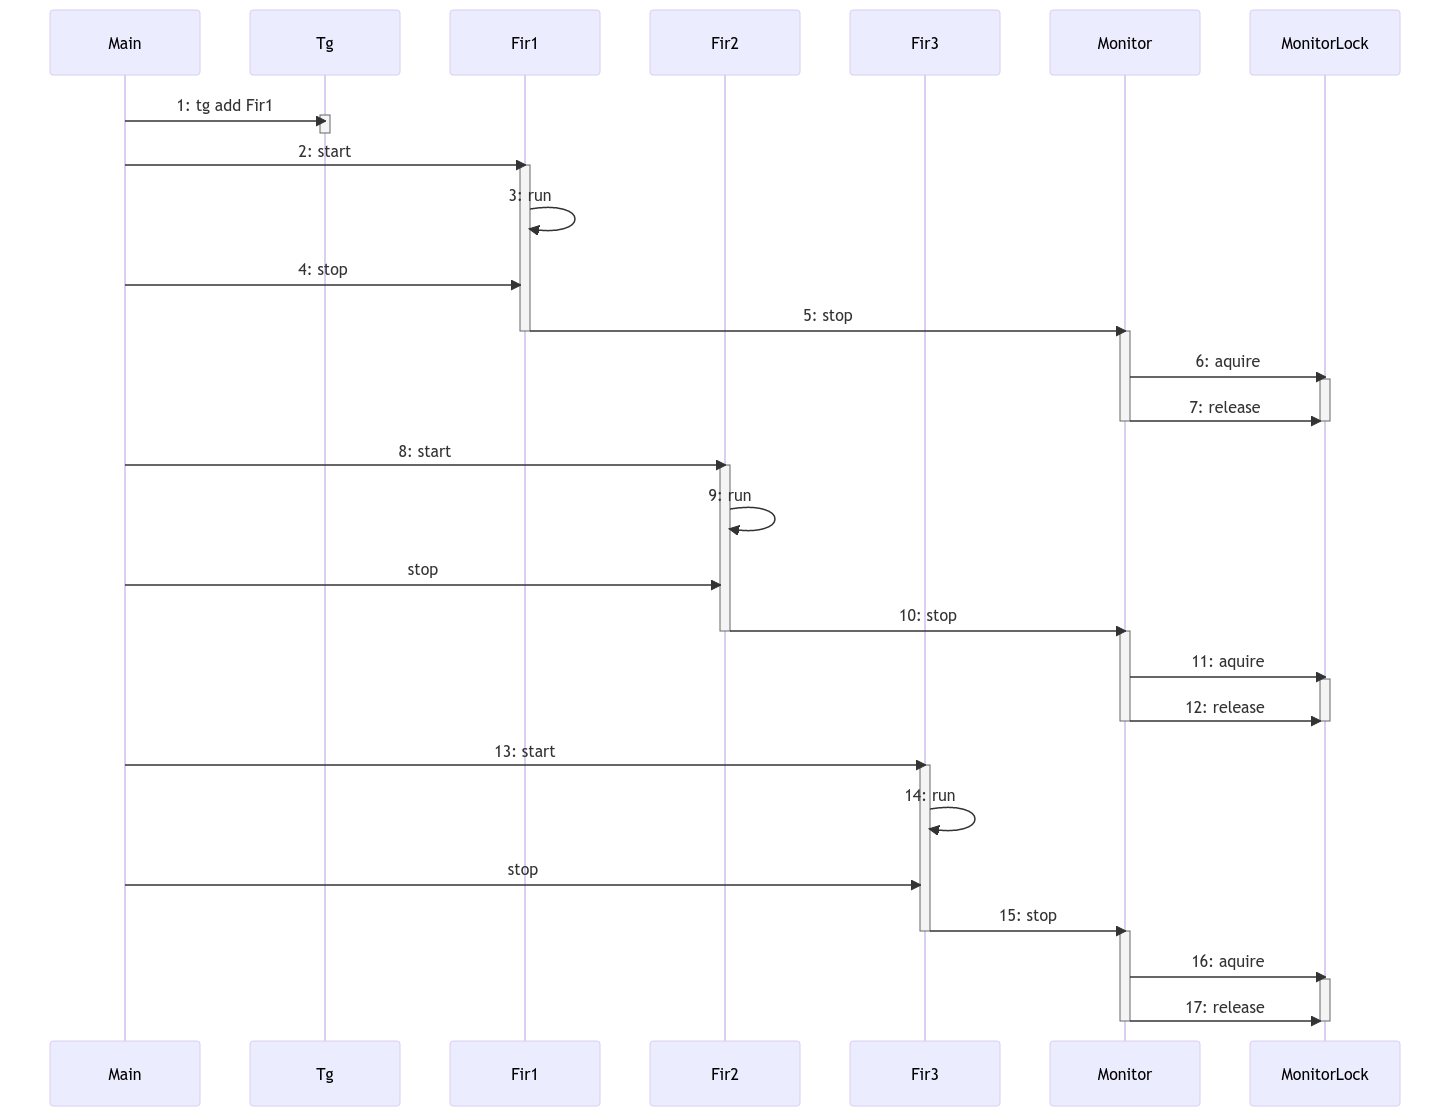 Main Tg Fir1 Fir2 Fir3 Monitor MonitorLock
1: tg add Fir1
2: start
3: run
4: stop
5: stop
6: aquire
7: release
8: start
9: run
stop
10: stop
11: aquire
12: release
13: start
14: run
stop
15: stop
16: aquire
17: release
Main Tg Fir1 Fir2 Fir3 Monitor MonitorLock